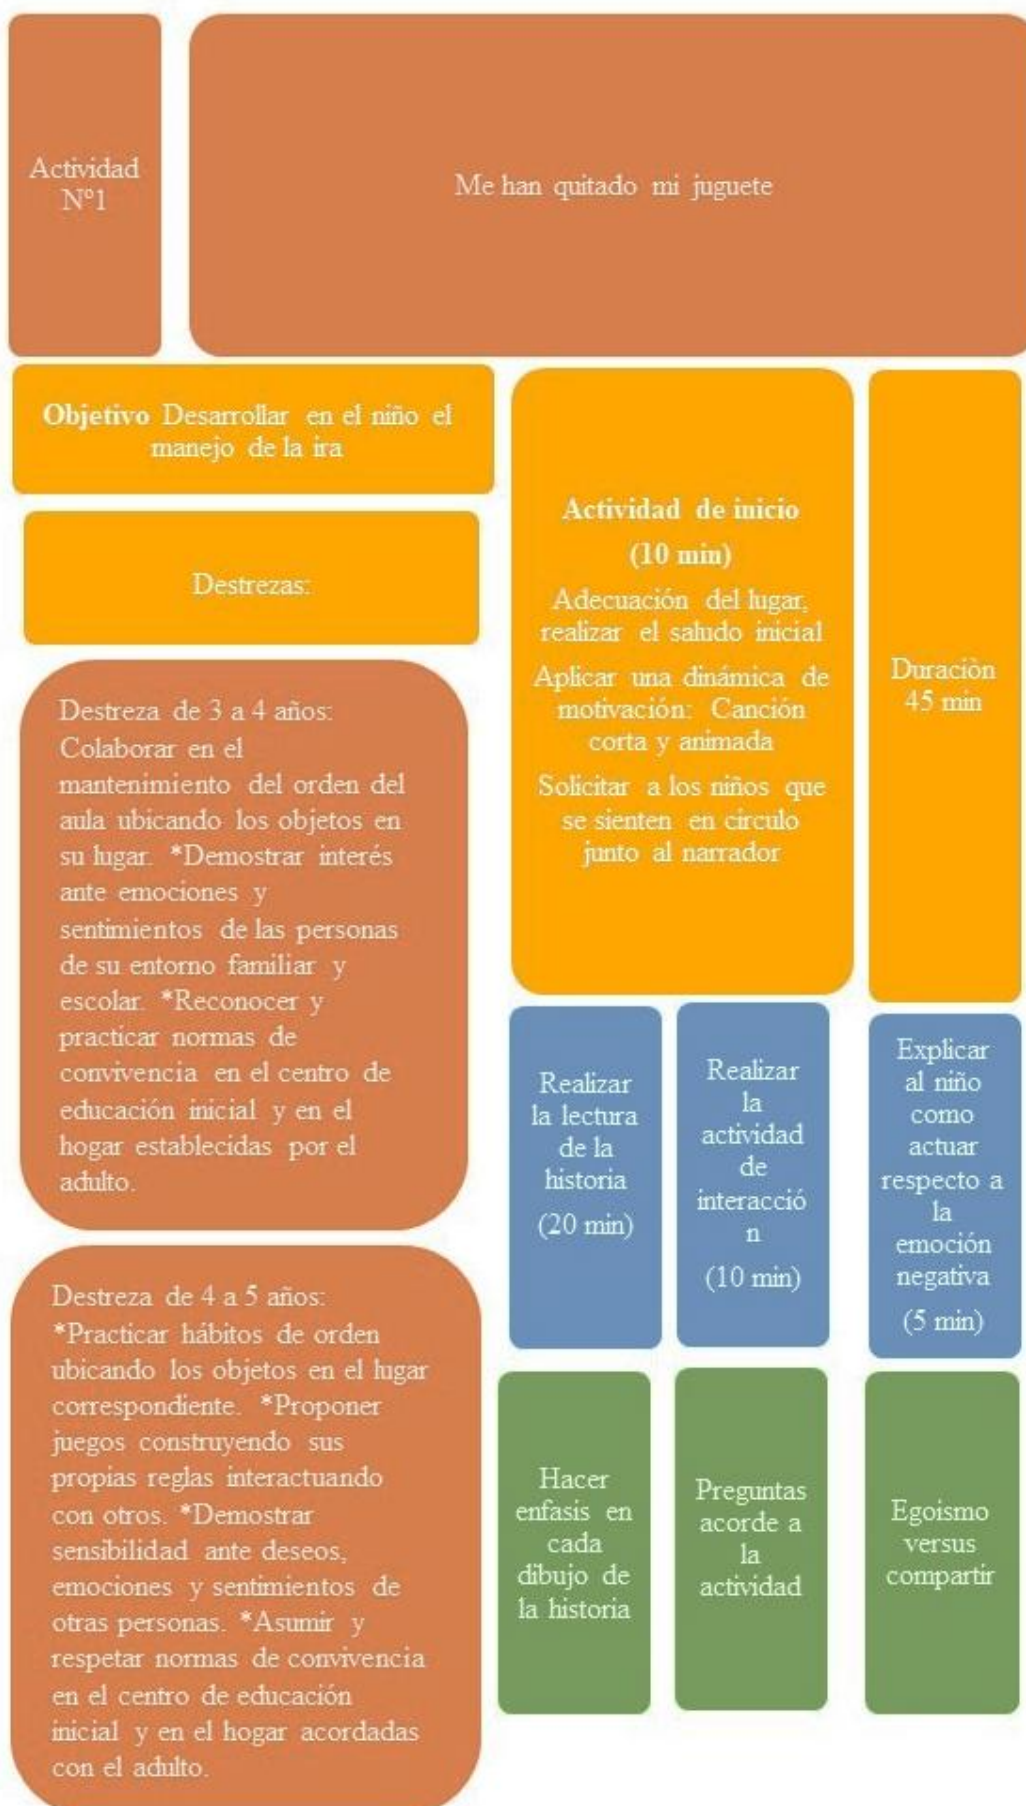 Actividad
Nº1
Me han quitado mi juguete
Objetivo Desarrollar en el niño el
manejo de la ira
Destrezas:
Destreza de 3 a 4 años:
Colaborar en el
mantenimiento del orden del
aula ubicando los objetos en
su lugar. *Demostrar interés
ante emociones y
sentimientos de las personas
de su entorno familiar y
escolar. *Reconocer y
practicar normas de
convivencia en el centro de
educación inicial y en el
hogar establecidas por el
adulto.
Destreza de 4 a 5 años:
*Practicar hábitos de orden
ubicando los objetos en el lugar
correspondiente. *Proponer
juegos construyendo sus
propias reglas interactuando
con otros. *Demostrar
sensibilidad ante deseos,
emociones y sentimientos de
otras personas. *Asumir y
respetar normas de convivencia
en el centro de educación
inicial y en el hogar acordadas
con el adulto.
Actividad de inicio
(10 min)
Adecuación del lugar,
realizar el saludo inicial
Aplicar una dinámica de
motivación: Canción
corta y animada
Solicitar a los niños que
se sienten en circulo
junto al narrador
Duraciòn
45 min
Realizar
la lectura
de la
historia
(20 min)
Realizar
la
actividad
de
interacció
n
(10 min)
Explicar
al niño
como
actuar
respecto a
la
emoción
negativa
(5 min)
Hacer
enfasis en
cada
dibujo de
la historia
Preguntas
acorde a
la
actividad
Egoismo
versus
compartir